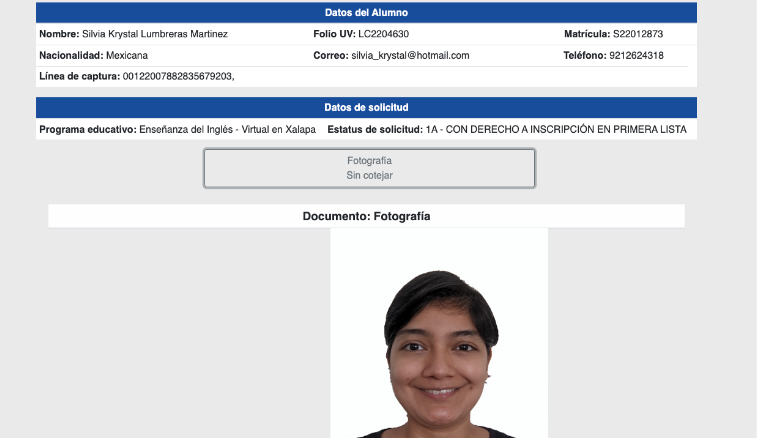 Datos del Alumno
Nombre: Silvia Krystal Lumbreras Martinez Folio UV: LC2204630 Matrícula: S22012873
Nacionalidad: Mexicana Correo: silvia_krystal@hotmail.com Teléfono: 9212624318
Línea de captura: 00122007882835679203,
Datos de solicitud
Programa educativo: Enseñanza del Inglés - Virtual en Xalapa Estatus de solicitud: 1A - CON DERECHO A INSCRIPCIÓN EN PRIMERA LISTA
Fotografía
Sin cotejar
Documento: Fotografía